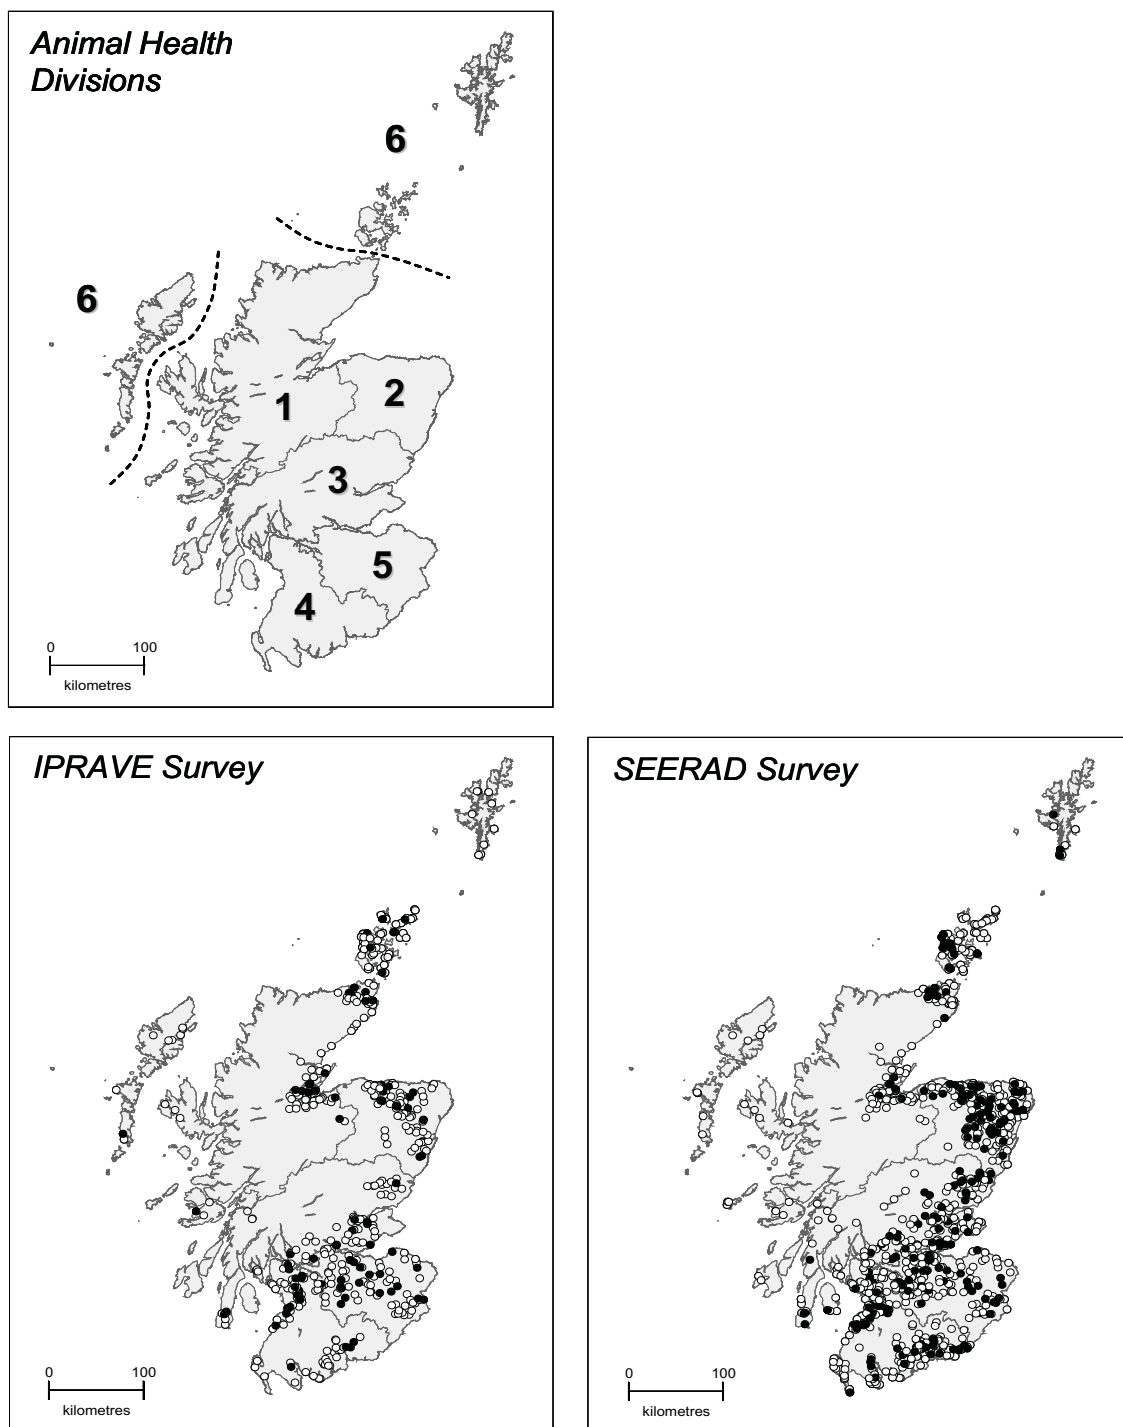 Animal Health
Divisions
6
6
1
2
3
5
4
0 100
kilometres
IPRAVE Survey
0 100
kilometres
SEERAD Survey
0 100
kilometres